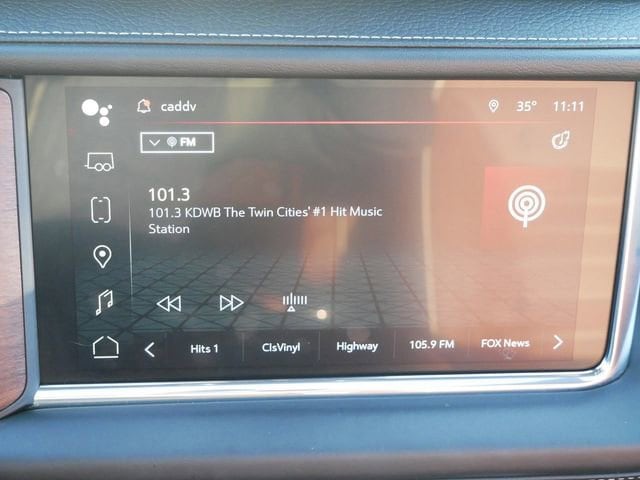 caddv
35° 11:11
FM
101.3
101.3 KDWB The Twin Cities' #1 Hit Music
Station
Hits 1 ClsVinyl Highway 105.9 FM FOX News